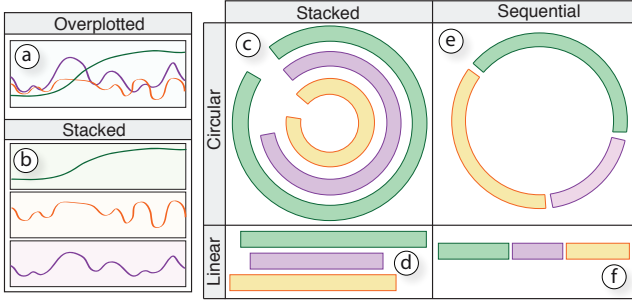 Overplotted
a
Stacked
b
Stacked
Sequential
Circular
c
e
Linear
d
f